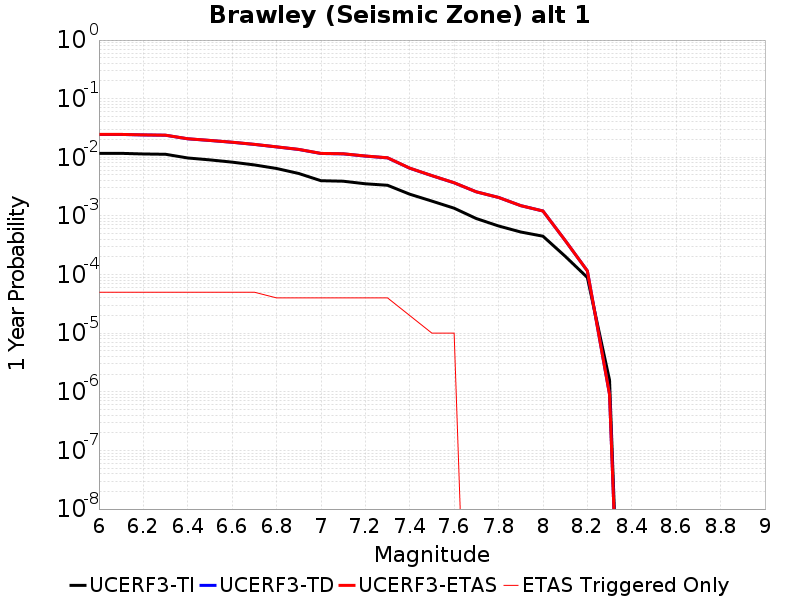 Brawley (Seismic Zone) alt 1
1 Year Probability
10^0
10^-1
10^-2
10^-3
10^-4
10^-5
10^-6
10^-7
10^-8
6 6.2 6.4 6.6 6.8 7 7.2 7.4 7.6 7.8 8 8.2 8.4 8.6 8.8 9
Magnitude
UCERF3-TI UCERF3-TD UCERF3-ETAS ETAS Triggered Only